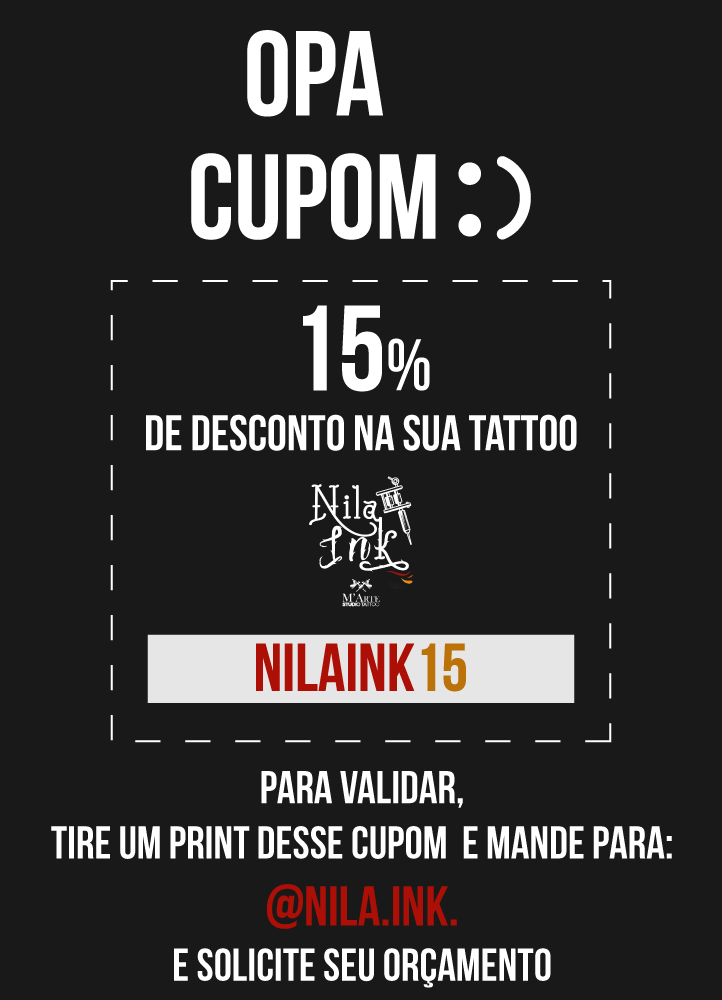 OPA
CUPOM :)
15%
DE DESCONTO NA SUA TATTOO
Nila
Ink
M'ARTE
STUDIO TATTOO
NILAINK15
PARA VALIDAR,
TIRE UM PRINT DESSE CUPOM E MANDE PARA:
@NILA.INK.
E SOLICITE SEU ORÇAMENTO